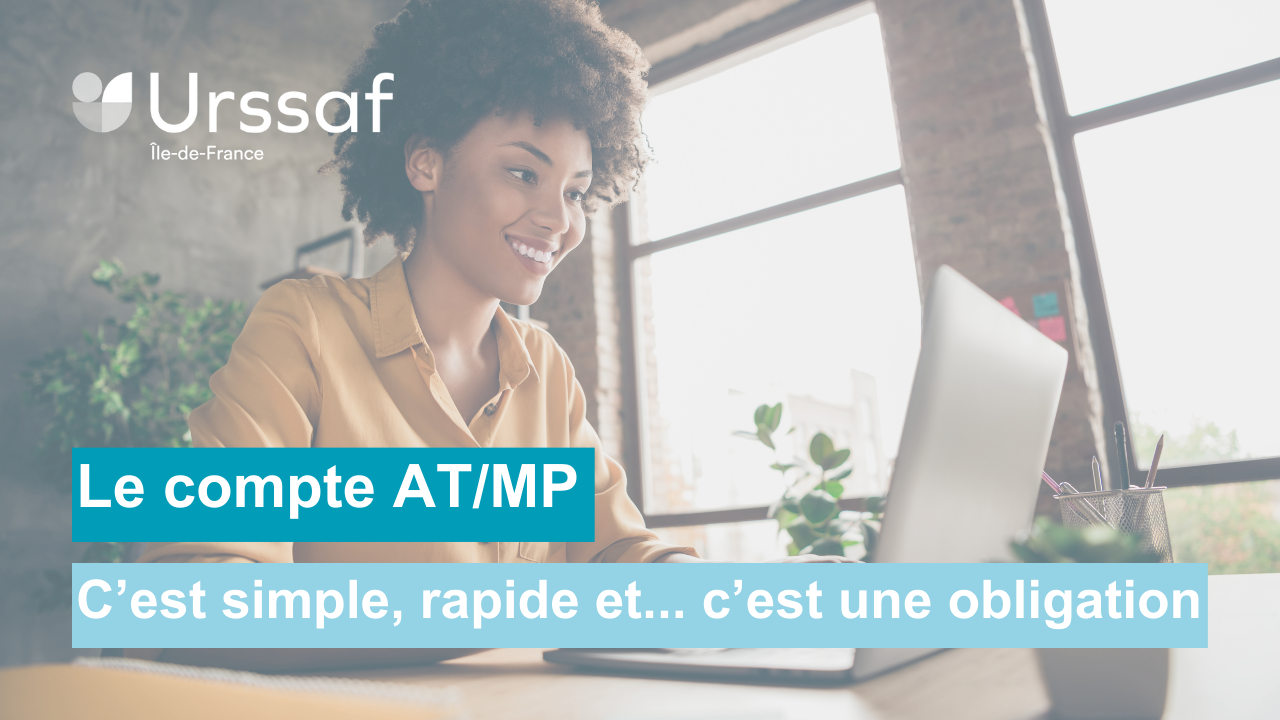 Urssaf
Île-de-France
Le compte AT/MP
C’est simple, rapide et... c’est une obligation